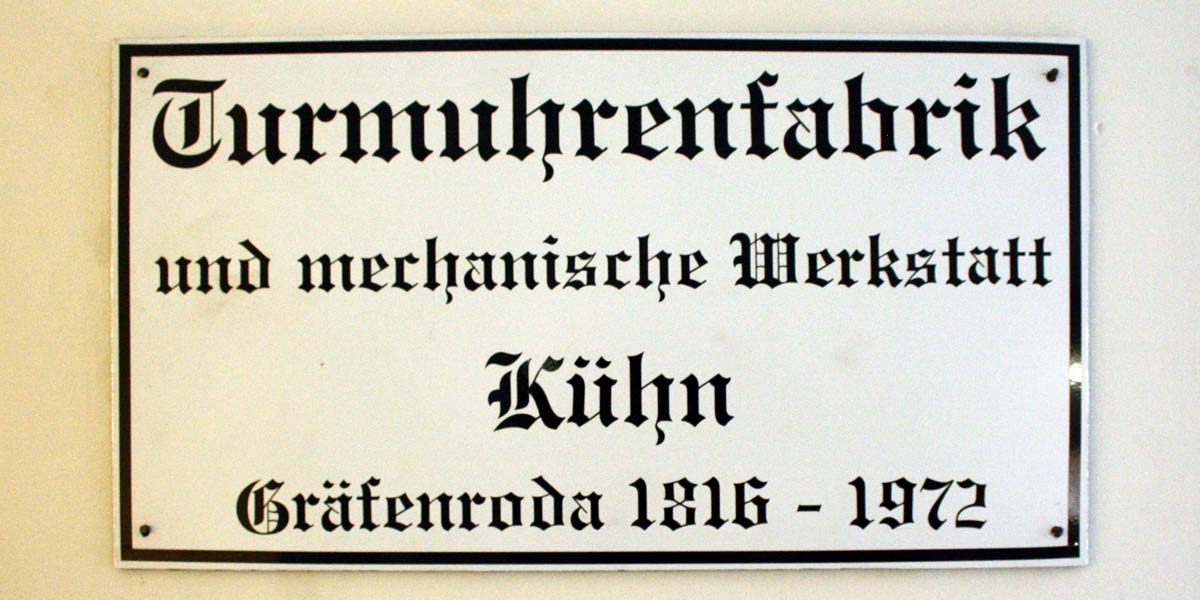 Turmuhrenfabrik
und mechanische Werkstatt
Kühn
Gräfenroda 1816 - 1972